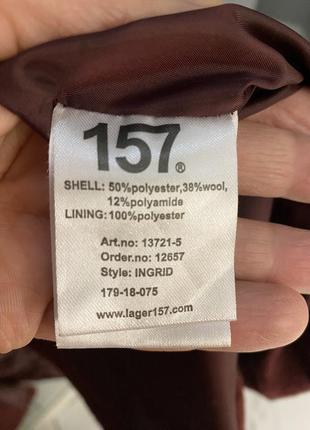 157®
SHELL: 50%polyester,38%wool,
12%polyamide
LINING:100%polyester
Art.no: 13721-5
Order.no: 12657
Style: INGRID
179-18-075
www.lager157.com